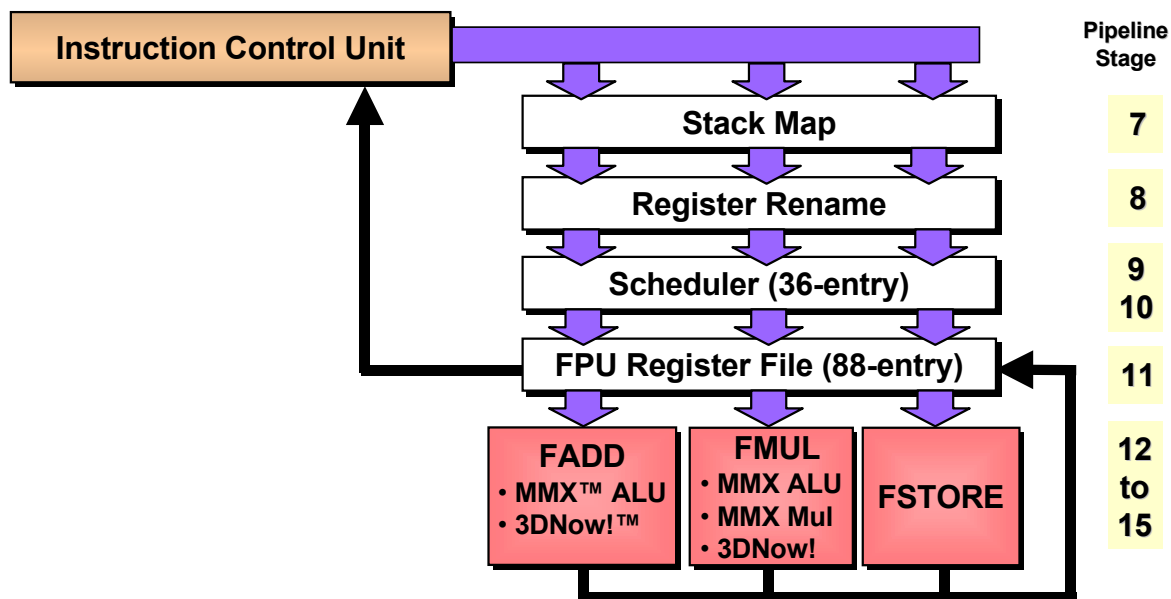 Instruction Control Unit
Pipeline
Stage
Stack Map
7
Register Rename
8
Scheduler (36-entry)
9
10
FPU Register File (88-entry)
11
FADD
• MMX™ ALU
• 3DNow!™
FMUL
• MMX ALU
• MMX Mul
• 3DNow!
FSTORE
12
to
15